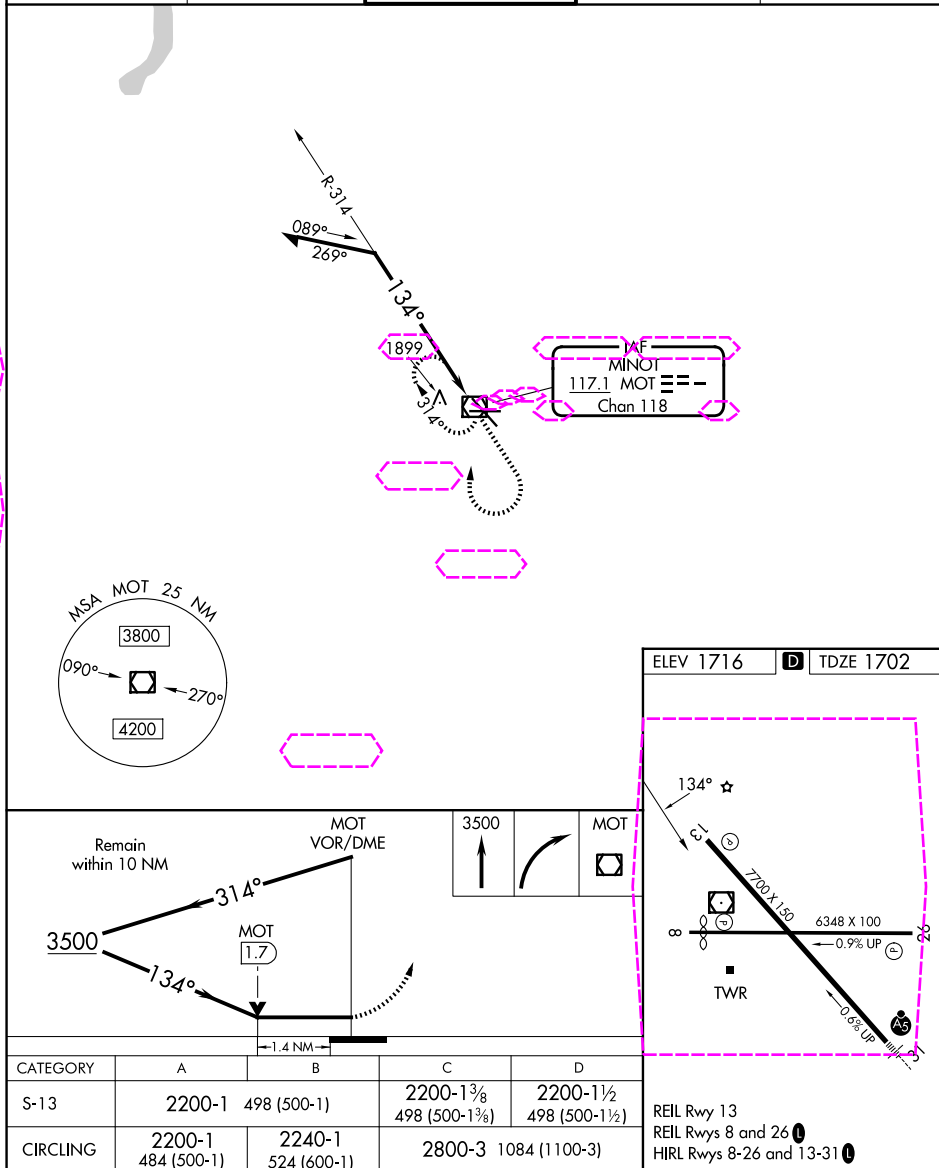 R-314
089°
269°
134°
1899
314°
IAF
MINOT
117.1 MOT
Chan 118
MSA MOT 25 NM
3800
090°
270°
4200
ELEV 1716 D TDZE 1702
134°
13
P
7700 X 150
P
8
6348 X 100
26
0.9% UP
P
TWR
0.6% UP
A5
31
REIL Rwy 13
REIL Rwys 8 and 26 L
HIRL Rwys 8-26 and 13-31 L
Remain
within 10 NM
MOT
VOR/DME
3500
MOT
314°
3500
MOT
1.7
134°
1.4 NM
CATEGORY A B C D
S-13 2200-1 498 (500-1) 2200-1⅜ 498 (500-1⅜) 2200-1½ 498 (500-1½)
CIRCLING 2200-1 484 (500-1) 2240-1 524 (600-1) 2800-3 1084 (1100-3)